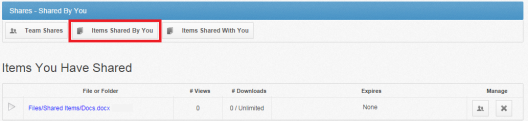 Shares - Shared By You
Team Shares Items Shared By You Items Shared With You
Items You Have Shared
File or Folder # Views # Downloads Expires Manage
Files/Shared Items/Docs.docx 0 0 / Unlimited None